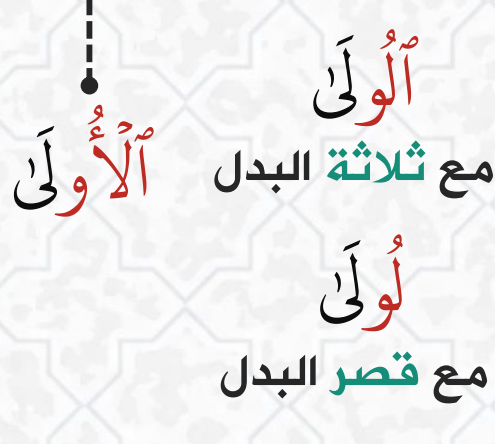 ٱلُولَىٰ
مع ثلاثة البدل
ٱلۡأُولَىٰ
لُولَىٰ
مع قصر البدل